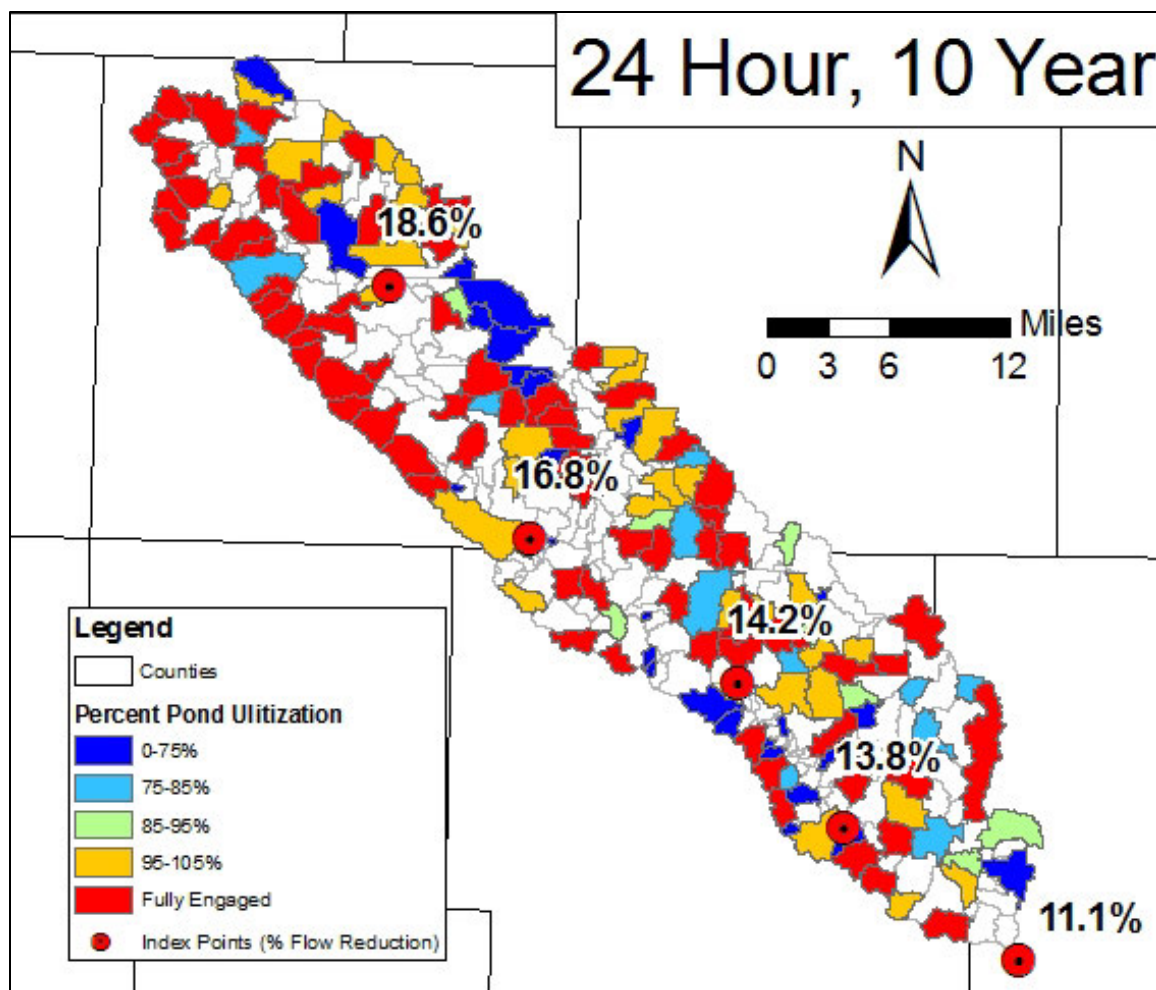 24 Hour, 10 Year
N
18.6%
Miles
0 3 6 12
16.8%
14.2%
Legend
Counties
Percent Pond Ulitization
0-75%
75-85%
85-95%
95-105%
Fully Engaged
Index Points (% Flow Reduction)
13.8%
11.1%